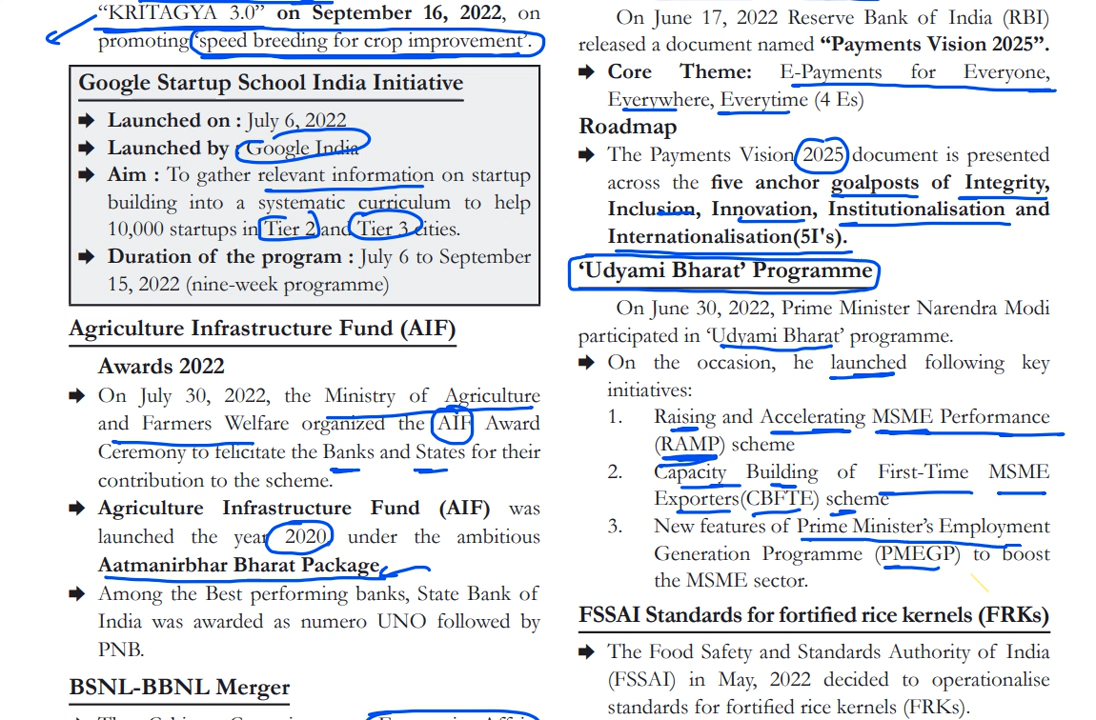 “KRITAGYA 3.0” on September 16, 2022, on
promoting ‘speed breeding for crop improvement’.
Google Startup School India Initiative
➔ Launched on : July 6, 2022
➔ Launched by : Google India
➔ Aim : To gather relevant information on startup
building into a systematic curriculum to help
10,000 startups in Tier 2 and Tier 3 cities.
➔ Duration of the program : July 6 to September
15, 2022 (nine-week programme)
Agriculture Infrastructure Fund (AIF)
Awards 2022
➔ On July 30, 2022, the Ministry of Agriculture
and Farmers Welfare organized the AIF Award
Ceremony to felicitate the Banks and States for their
contribution to the scheme.
➔ Agriculture Infrastructure Fund (AIF) was
launched the year 2020 under the ambitious
Aatmanirbhar Bharat Package.
➔ Among the Best performing banks, State Bank of
India was awarded as numero UNO followed by
PNB.
BSNL-BBNL Merger
On June 17, 2022 Reserve Bank of India (RBI)
released a document named “Payments Vision 2025”.
➔ Core Theme: E-Payments for Everyone,
Everywhere, Everytime (4 Es)
Roadmap
➔ The Payments Vision 2025 document is presented
across the five anchor goalposts of Integrity,
Inclusion, Innovation, Institutionalisation and
Internationalisation(5I's).
‘Udyami Bharat’ Programme
On June 30, 2022, Prime Minister Narendra Modi
participated in ‘Udyami Bharat’ programme.
➔ On the occasion, he launched following key
initiatives:
1. Raising and Accelerating MSME Performance
(RAMP) scheme
2. Capacity Building of First-Time MSME
Exporters(CBFTE) scheme
3. New features of Prime Minister’s Employment
Generation Programme (PMEGP) to boost
the MSME sector.
FSSAI Standards for fortified rice kernels (FRKs)
➔ The Food Safety and Standards Authority of India
(FSSAI) in May, 2022 decided to operationalise
standards for fortified rice kernels (FRKs).